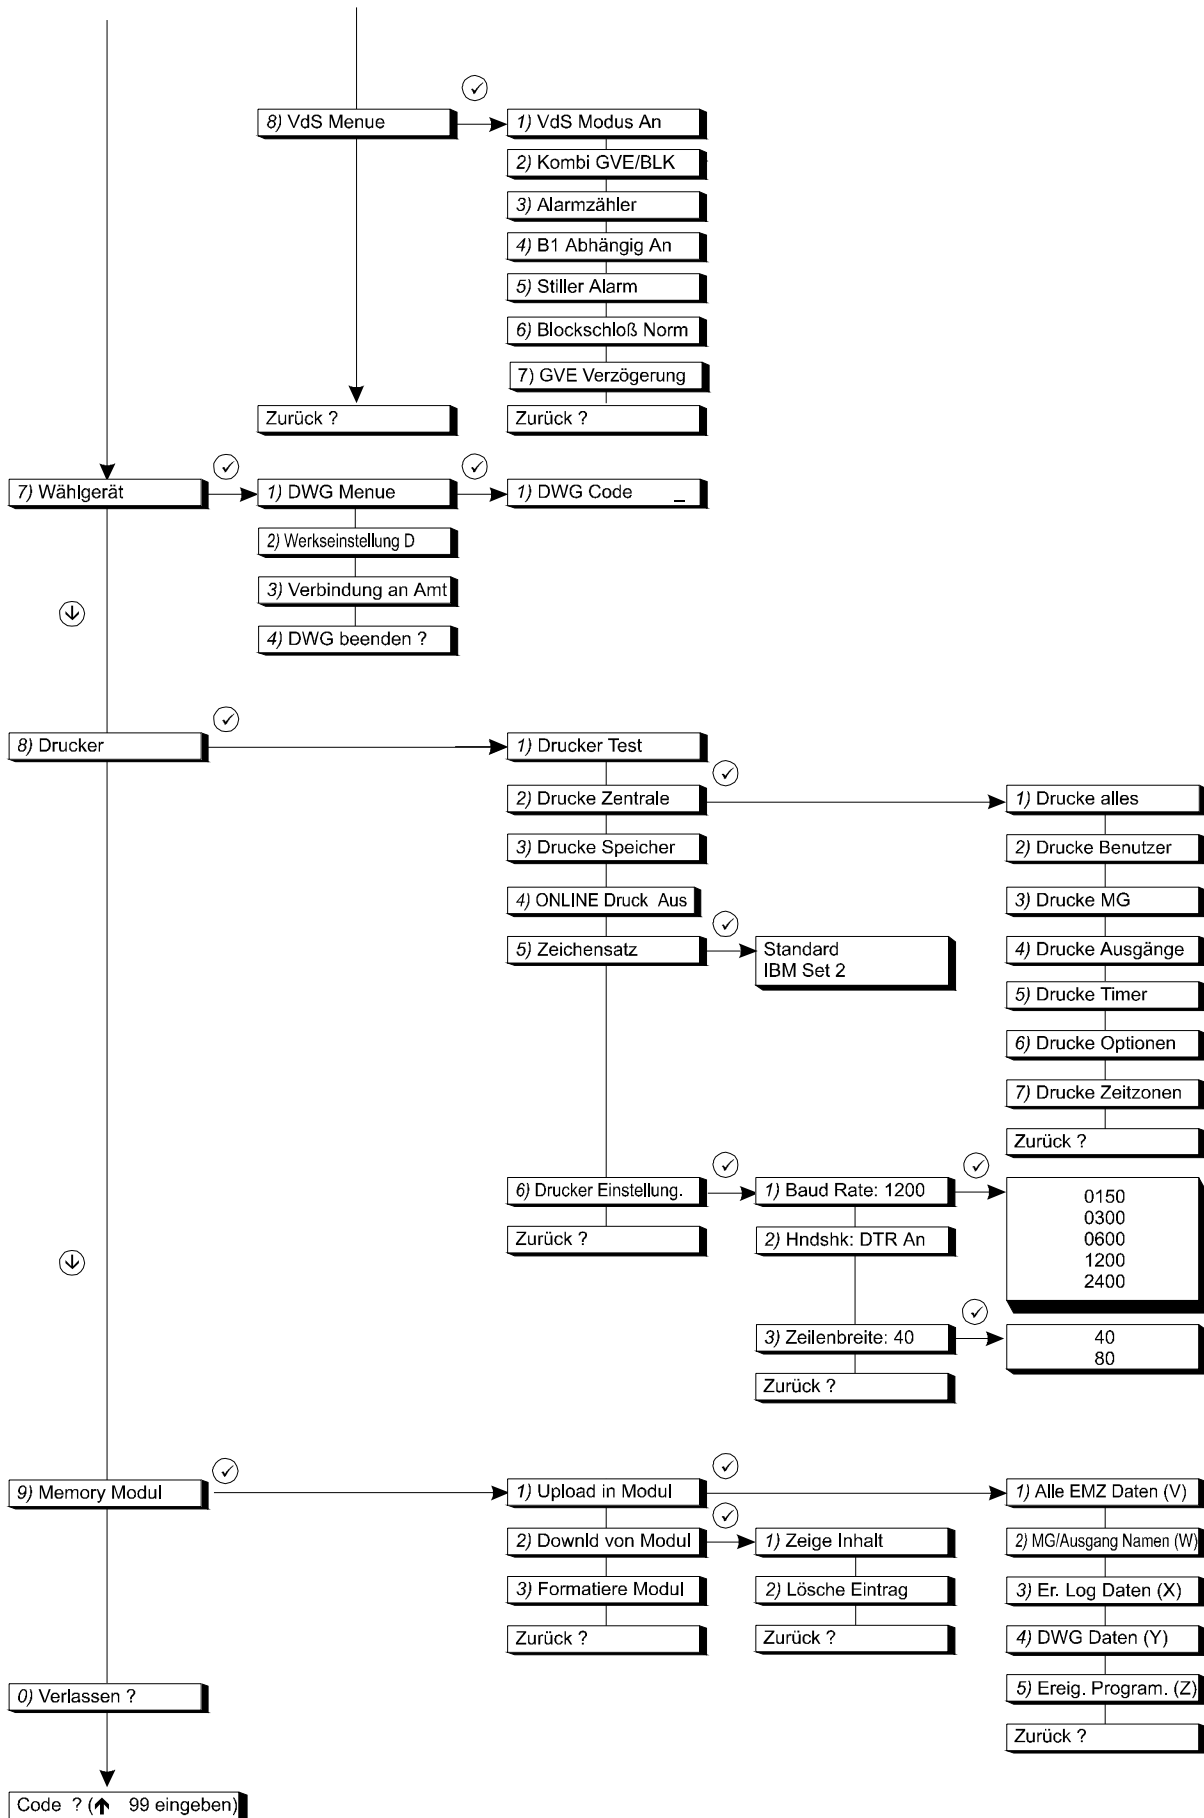 8) VdS Menue
1) VdS Modus An
2) Kombi GVE/BLK
3) Alarmzähler
4) B1 Abhängig An
5) Stiller Alarm
6) Blockschloß Norm
7) GVE Verzögerung
Zurück ?
Zurück ?
7) Wählgerät
1) DWG Menue
1) DWG Code _
2) Werkseinstellung D
3) Verbindung an Amt
4) DWG beenden ?
8) Drucker
1) Drucker Test
2) Drucke Zentrale
3) Drucke Speicher
4) ONLINE Druck Aus
5) Zeichensatz
Standard
IBM Set 2
1) Drucke alles
2) Drucke Benutzer
3) Drucke MG
4) Drucke Ausgänge
5) Drucke Timer
6) Drucke Optionen
7) Drucke Zeitzonen
Zurück ?
6) Drucker Einstellung.
Zurück ?
1) Baud Rate: 1200
2) Hndshk: DTR An
3) Zeilenbreite: 40
Zurück ?
0150
0300
0600
1200
2400
40
80
9) Memory Modul
1) Upload in Modul
2) Downld von Modul
3) Formatiere Modul
Zurück ?
1) Zeige Inhalt
2) Lösche Eintrag
Zurück ?
1) Alle EMZ Daten (V)
2) MG/Ausgang Namen (W)
3) Er. Log Daten (X)
4) DWG Daten (Y)
5) Ereig. Program. (Z)
Zurück ?
0) Verlassen ?
Code ? (↑ 99 eingeben)